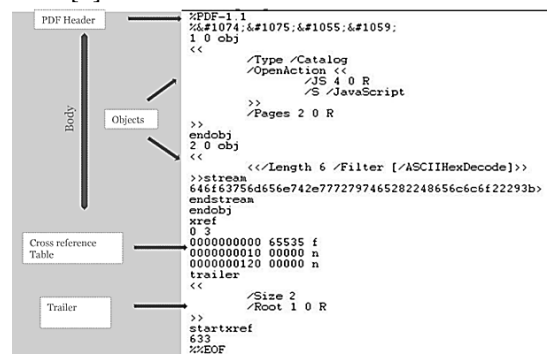 %PDF-1.1
%&#1074;&#1075;&#1055;&#1059;
1 0 obj
<<
/Type /Catalog
/OpenAction <<
/JS 4 0 R
/S /JavaScript
>>
/Pages 2 0 R
>>
endobj
2 0 obj
<<
<</Length 6 /Filter [/ASCIIHexDecode]>>
>>stream
646f63756d656e742e7772797465282248656c6c6f22293b>
endstream
endobj
xref
0 3
0000000000 65535 f
0000000010 00000 n
0000000120 00000 n
trailer
<<
/Size 2
/Root 1 0 R
>>
startxref
633
%%EOF
PDF Header
Body
Objects
Cross reference
Table
Trailer